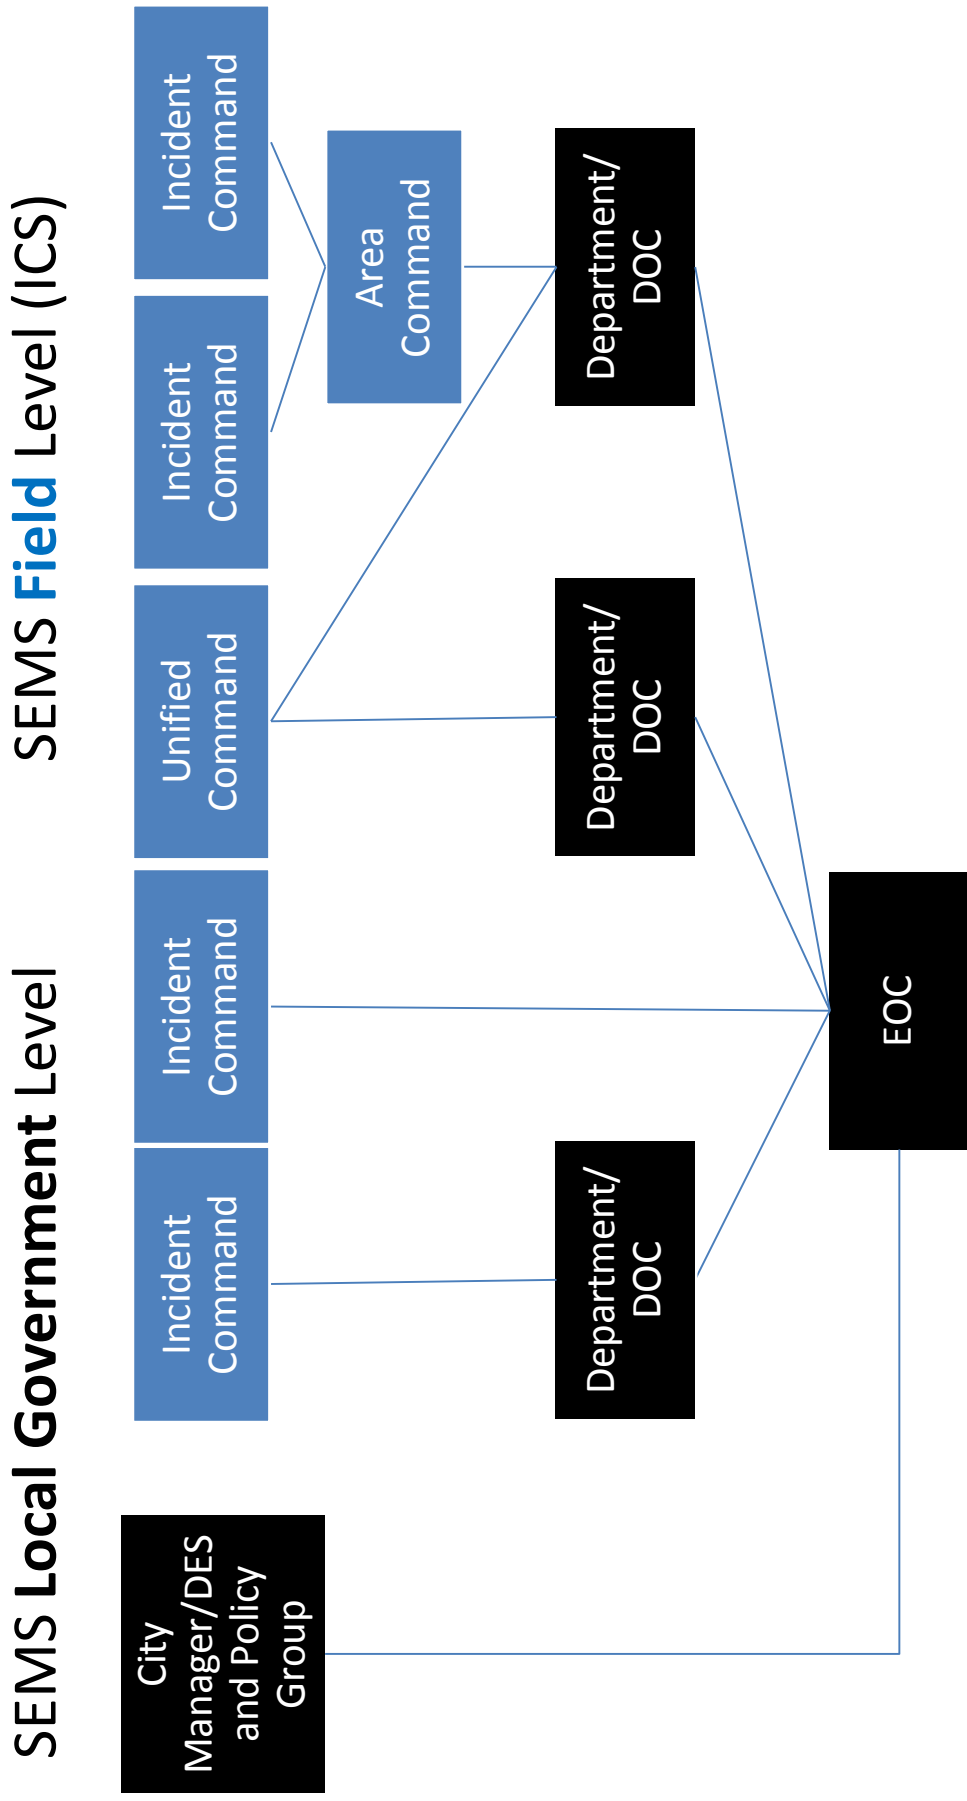 SEMS Local Government Level
SEMS Field Level (ICS)
City
Manager/DES
and Policy
Group
Incident
Command
Incident
Command
Unified
Command
Incident
Command
Incident
Command
Area
Command
Department/
DOC
Department/
DOC
Department/
DOC
EOC